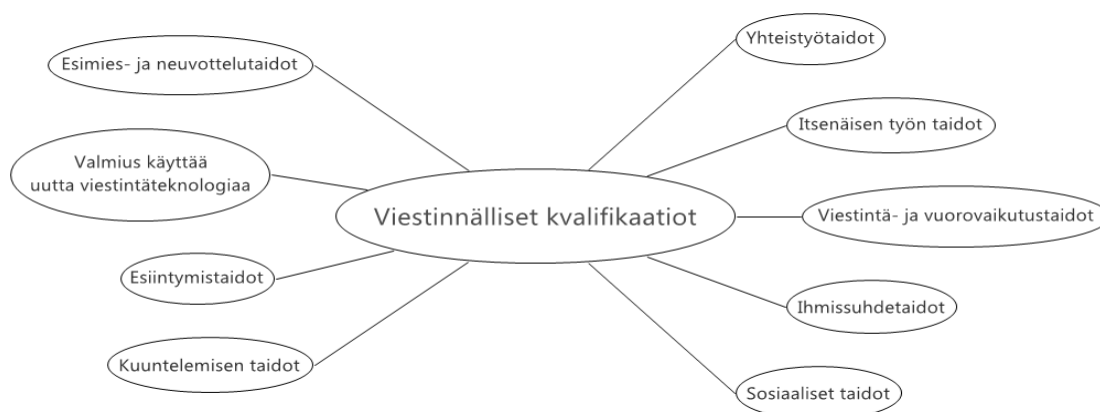 Yhteistyötaidot
Esimies- ja neuvottelutaidot
Itsenäisen työn taidot
Valmius käyttää
uutta viestintäteknologiaa
Viestinnälliset kvalifikaatiot
Viestintä- ja vuorovaikutustaidot
Esiintymistaidot
Ihmissuhdetaidot
Kuuntelemisen taidot
Sosiaaliset taidot